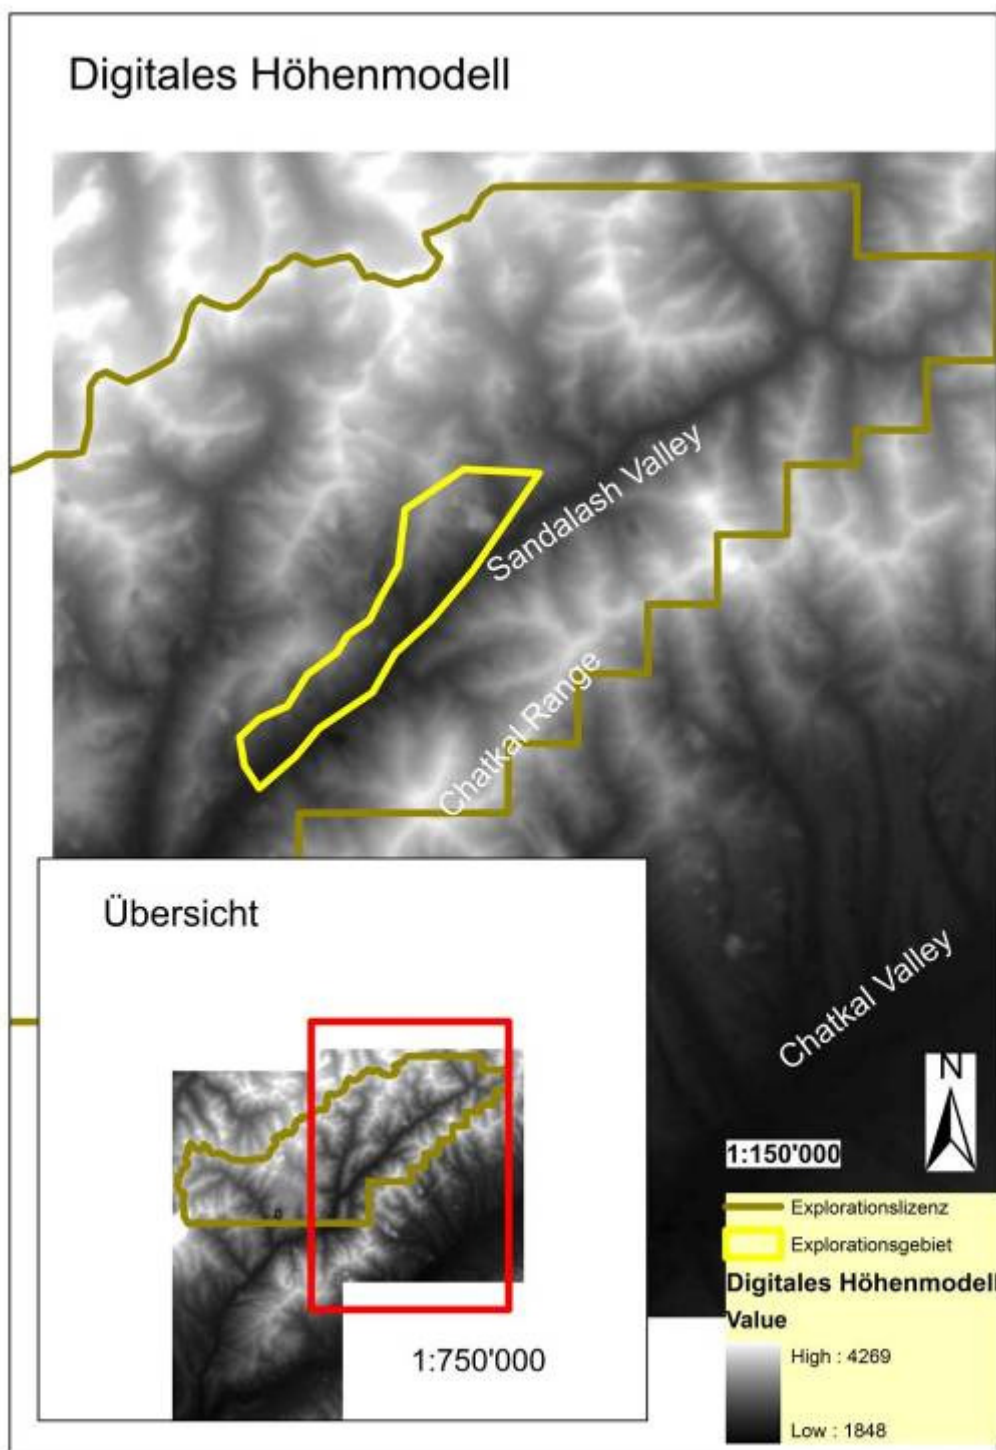 Digitales Höhenmodell
Sandalash Valley
Chatkal Range
Chatkal Valley
Übersicht
1:750'000
N
1:150'000
Explorationslizenz
Explorationsgebiet
Digitales Höhenmodell
Value
High : 4269
Low : 1848